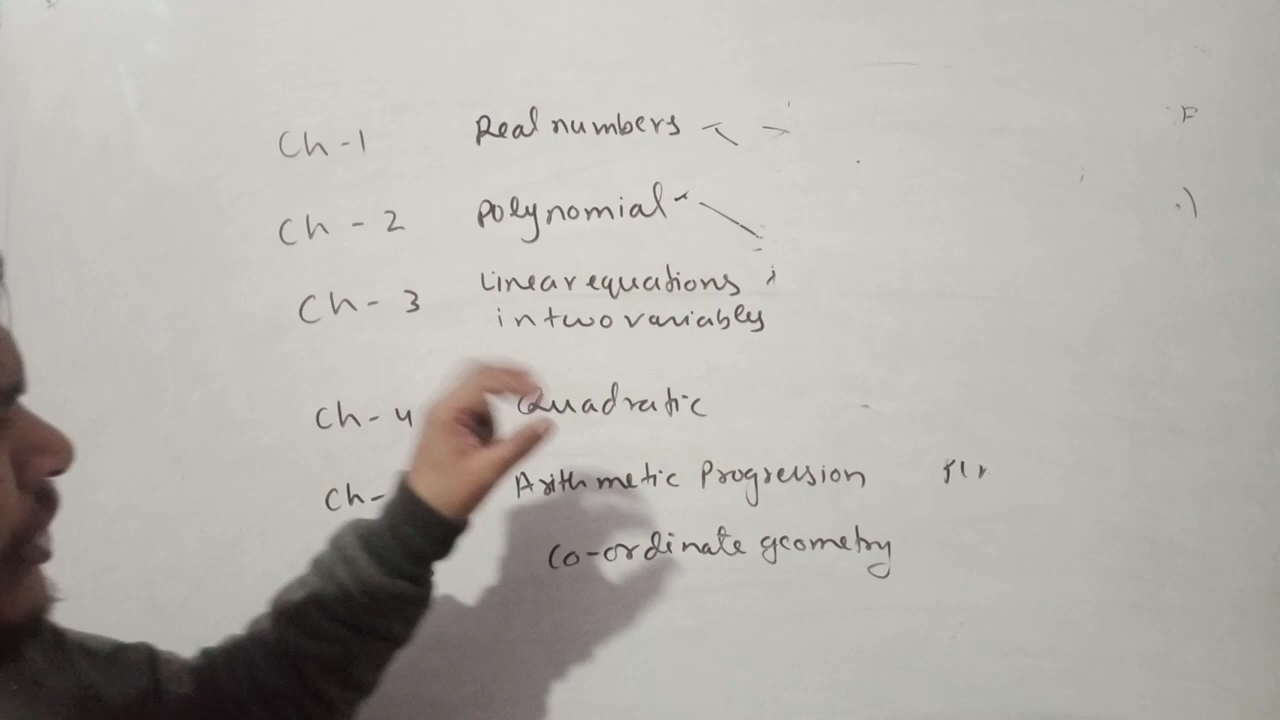 Ch-1 Real numbers
Ch-2 Polynomial
Ch-3 Linear equations
in two variables
Ch-4 Quadratic
Ch- Arithmetic Progression
Co-ordinate geometry